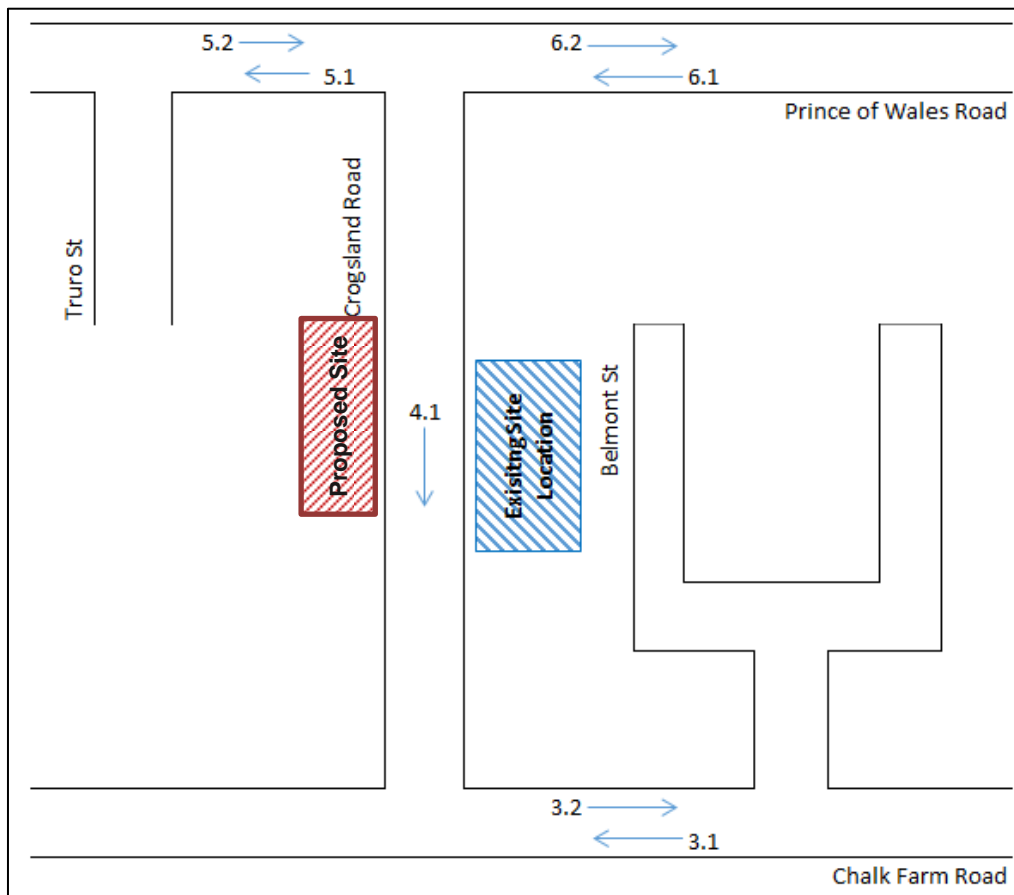 5.2
6.2
5.1
6.1
Prince of Wales Road
Crogsland Road
Truro St
Proposed Site
4.1
Exisitng Site
Location
Belmont St
3.2
3.1
Chalk Farm Road